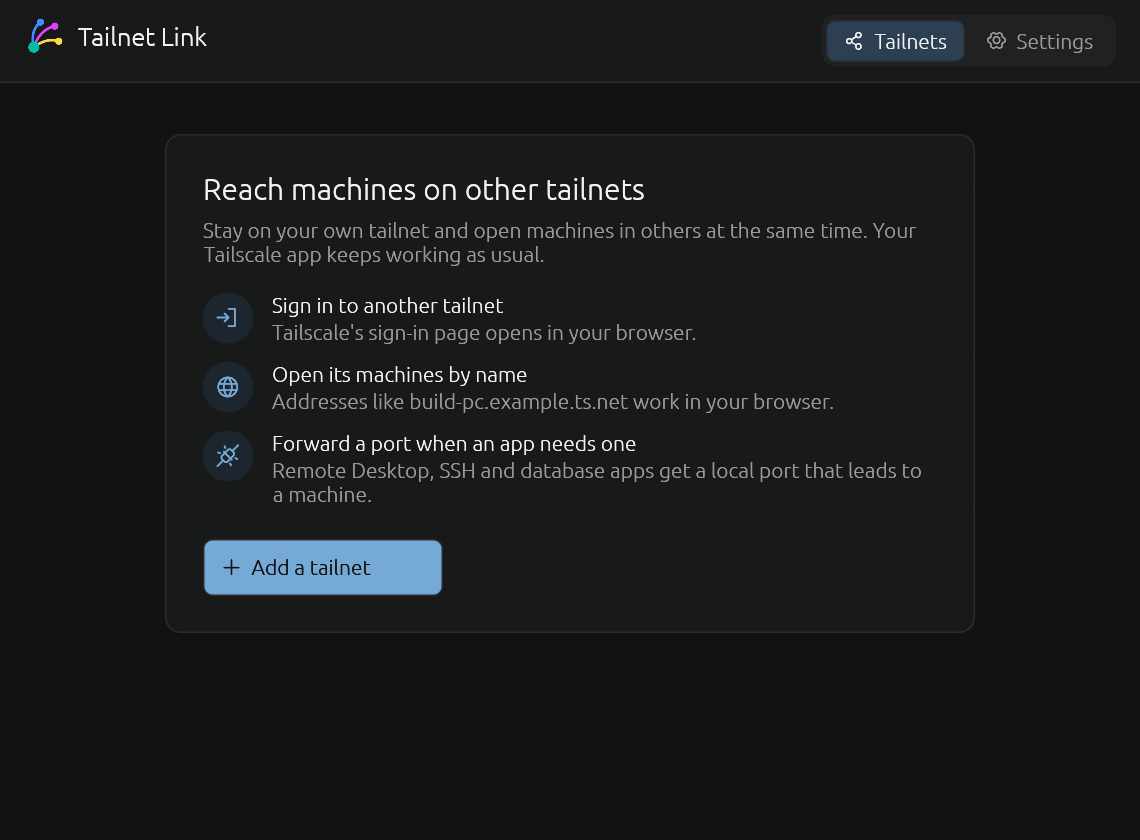 Tailnet Link
Tailnets
Settings
Reach machines on other tailnets
Stay on your own tailnet and open machines in others at the same time. Your
Tailscale app keeps working as usual.
Sign in to another tailnet
Tailscale's sign-in page opens in your browser.
Open its machines by name
Addresses like build-pc.example.ts.net work in your browser.
Forward a port when an app needs one
Remote Desktop, SSH and database apps get a local port that leads to
a machine.
Add a tailnet